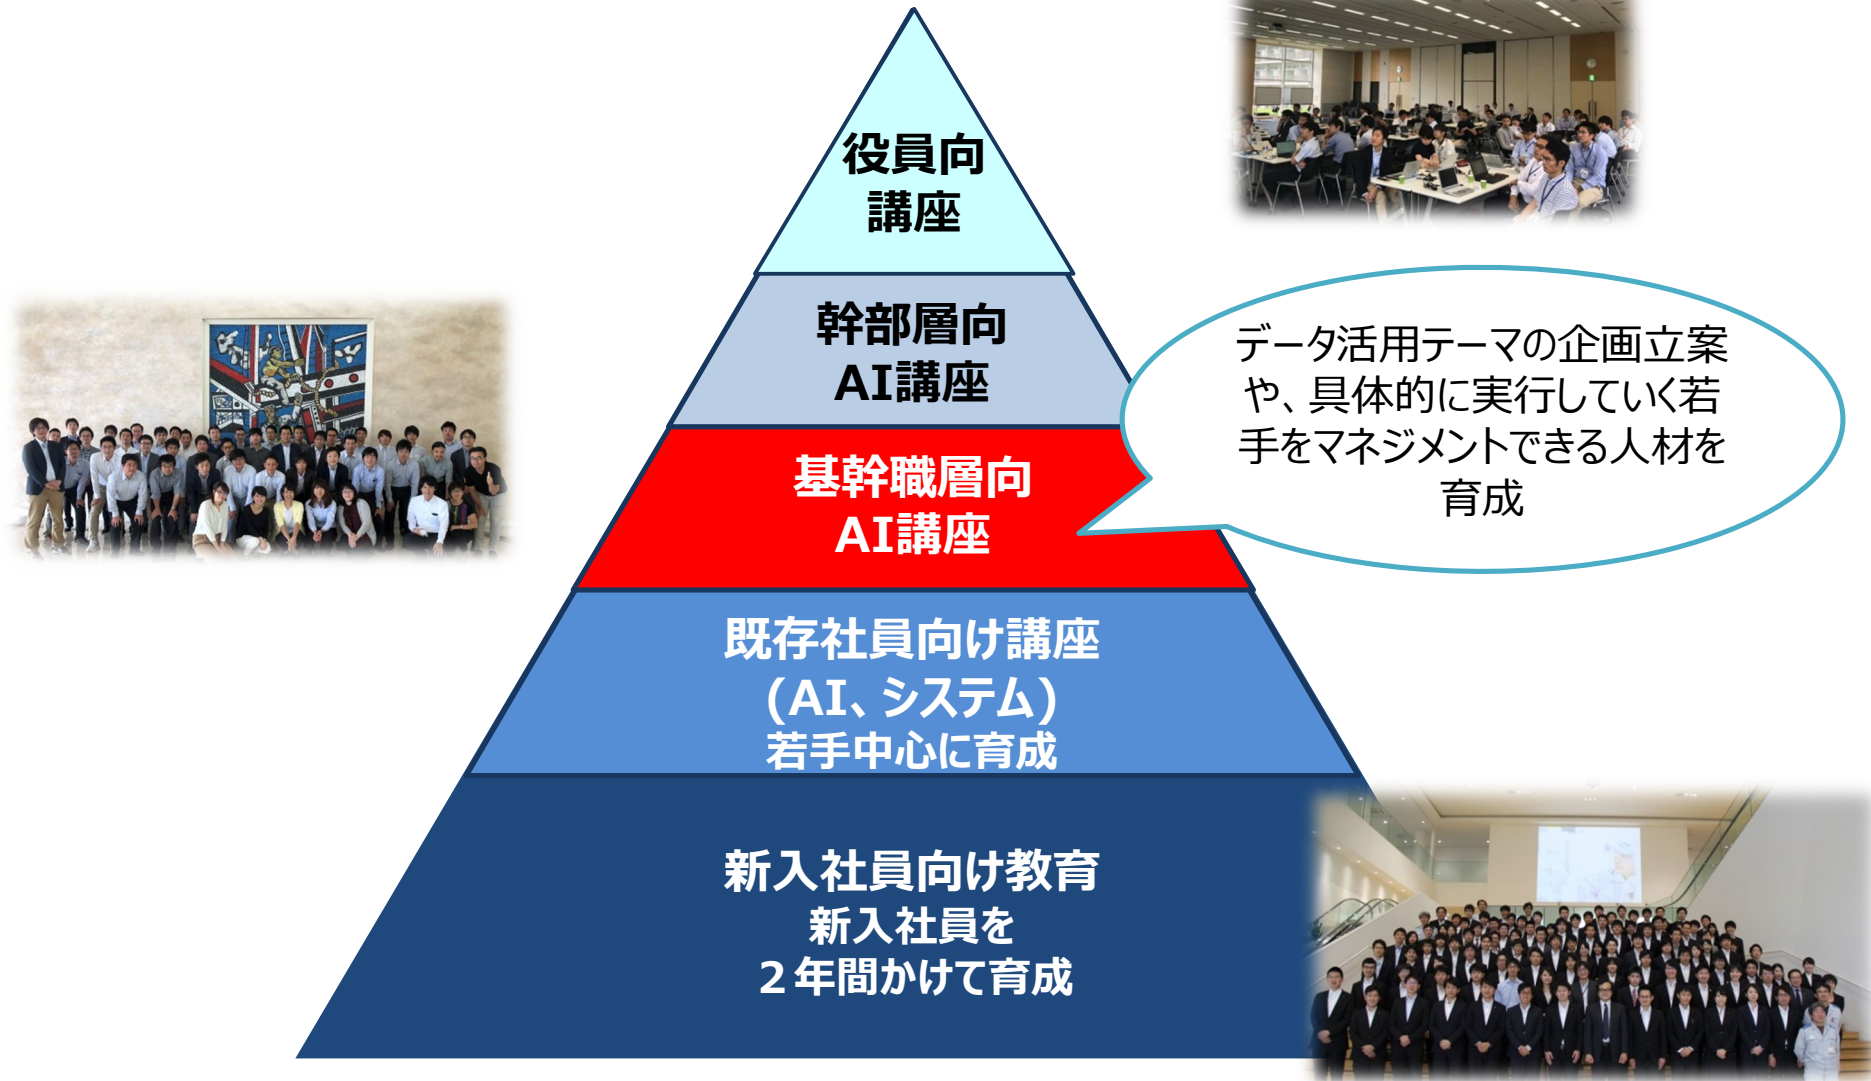 役員向
講座
幹部層向
AI講座
基幹職層向
AI講座
データ活用テーマの企画立案
や、具体的に実行していく若
手をマネジメントできる人材を
育成
既存社員向け講座
(AI、システム)
若手中心に育成
新入社員向け教育
新入社員を
２年間かけて育成